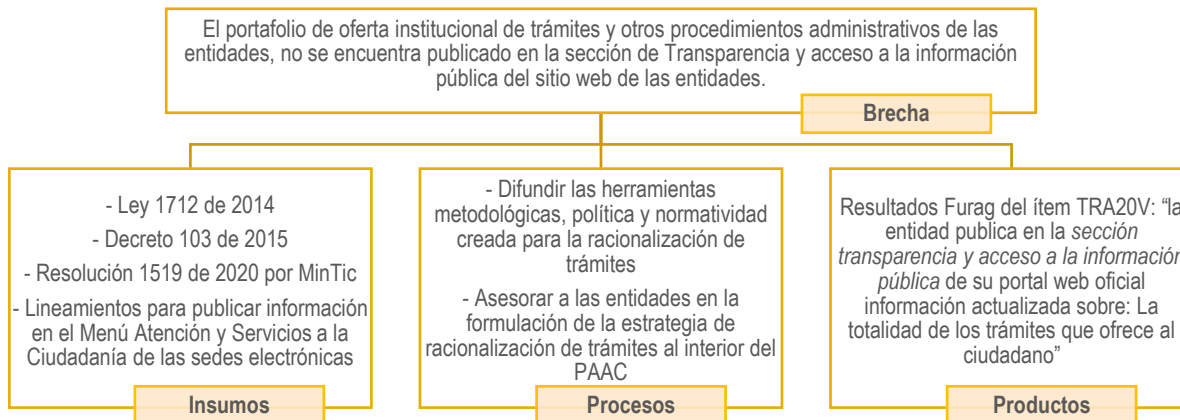 El portafolio de oferta institucional de trámites y otros procedimientos administrativos de las
entidades, no se encuentra publicado en la sección de Transparencia y acceso a la información
pública del sitio web de las entidades.
Brecha
- Ley 1712 de 2014
- Decreto 103 de 2015
- Resolución 1519 de 2020 por MinTic
- Lineamientos para publicar información
en el Menú Atención y Servicios a la
Ciudadanía de las sedes electrónicas
Insumos
- Difundir las herramientas
metodológicas, política y normatividad
creada para la racionalización de
trámites
- Asesorar a las entidades en la
formulación de la estrategia de
racionalización de trámites al interior del
PAAC
Procesos
Resultados Furag del ítem TRA20V: “la
entidad publica en la sección
transparencia y acceso a la información
pública de su portal web oficial
información actualizada sobre: La
totalidad de los trámites que ofrece al
ciudadano”
Productos